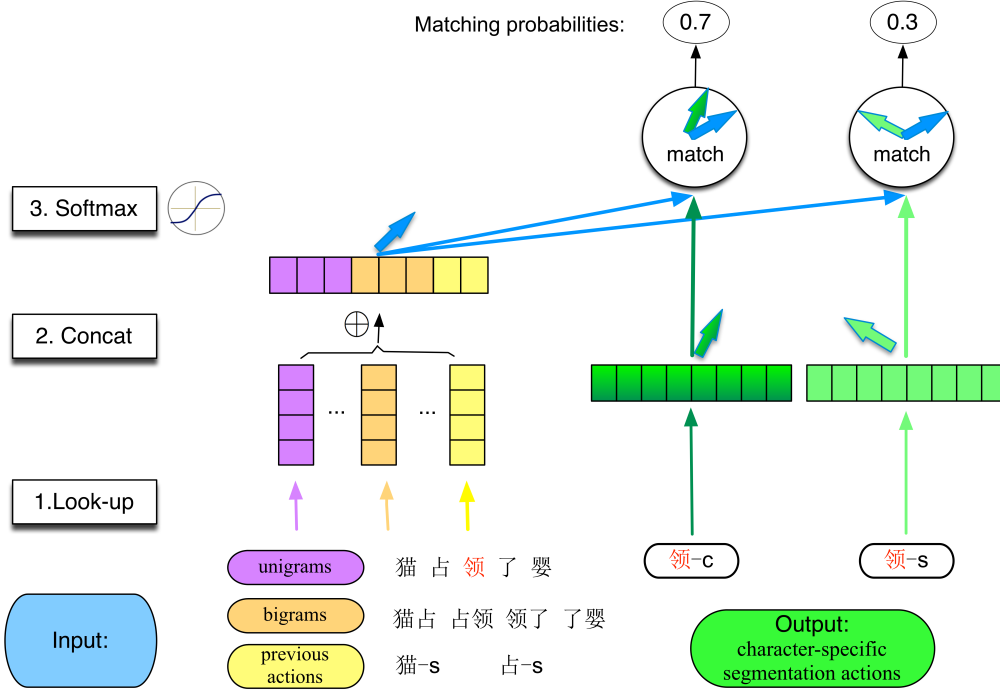 Matching probabilities:
0.7
0.3
match
match
3. Softmax
2. Concat
...
...
1.Look-up
unigrams
猫 占 领 了 婴
领-c
领-s
bigrams
猫占 占领 领了 了婴
Input:
previous
actions
猫-s 占-s
Output:
character-specific
segmentation actions